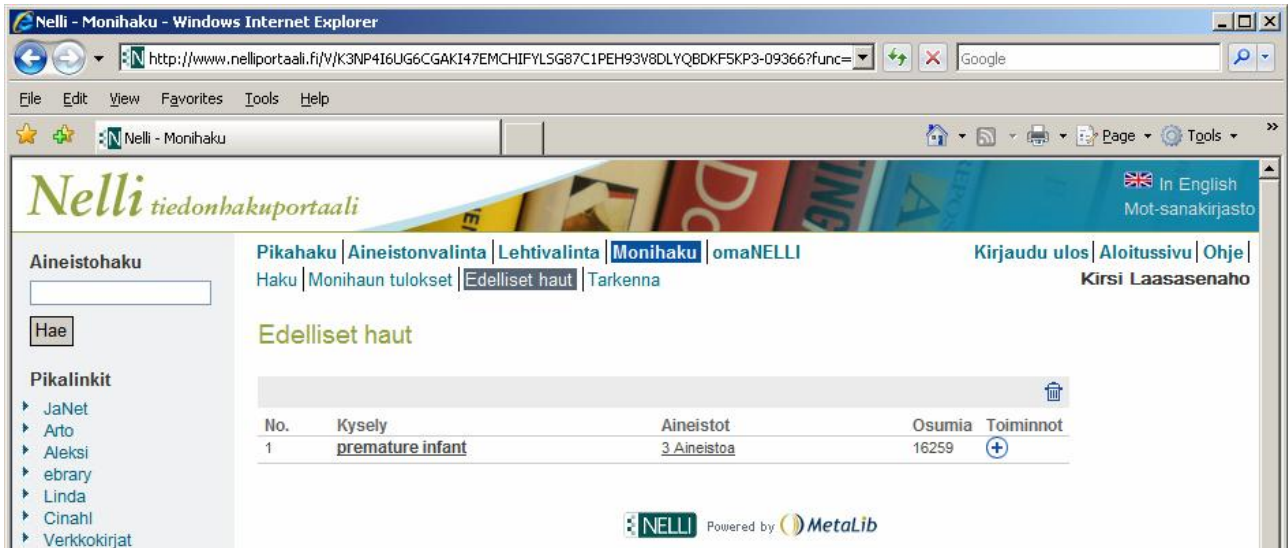 Nelli - Monihaku - Windows Internet Explorer
http://www.nelliportaali.fi/V/K3NP4I6UG6CGAKI47EMCHIFYLSG87C1PEH93V8DLYQBDKF5KP3-09366?func=
Google
File Edit View Favorites Tools Help
Nelli - Monihaku
Page Tools »
Nelli tiedonhakuportaali
In English
Mot-sanakirjasto
Pikahaku | Aineistonvalinta | Lehtivalinta | Monihaku | omaNELLI
Kirjaudu ulos | Aloitussivu | Ohje |
Haku | Monihaun tulokset | Edelliset haut | Tarkenna
Kirsi Laasasenaho
Aineistohaku
Hae
Pikalinkit
JaNet
Arto
Aleksi
ebrary
Linda
Cinahl
Verkkokirjat
Edelliset haut
No. Kysely Aineistot Osumia Toiminnot
1 premature infant 3 Aineistoa 16259
NELLI Powered by MetaLib